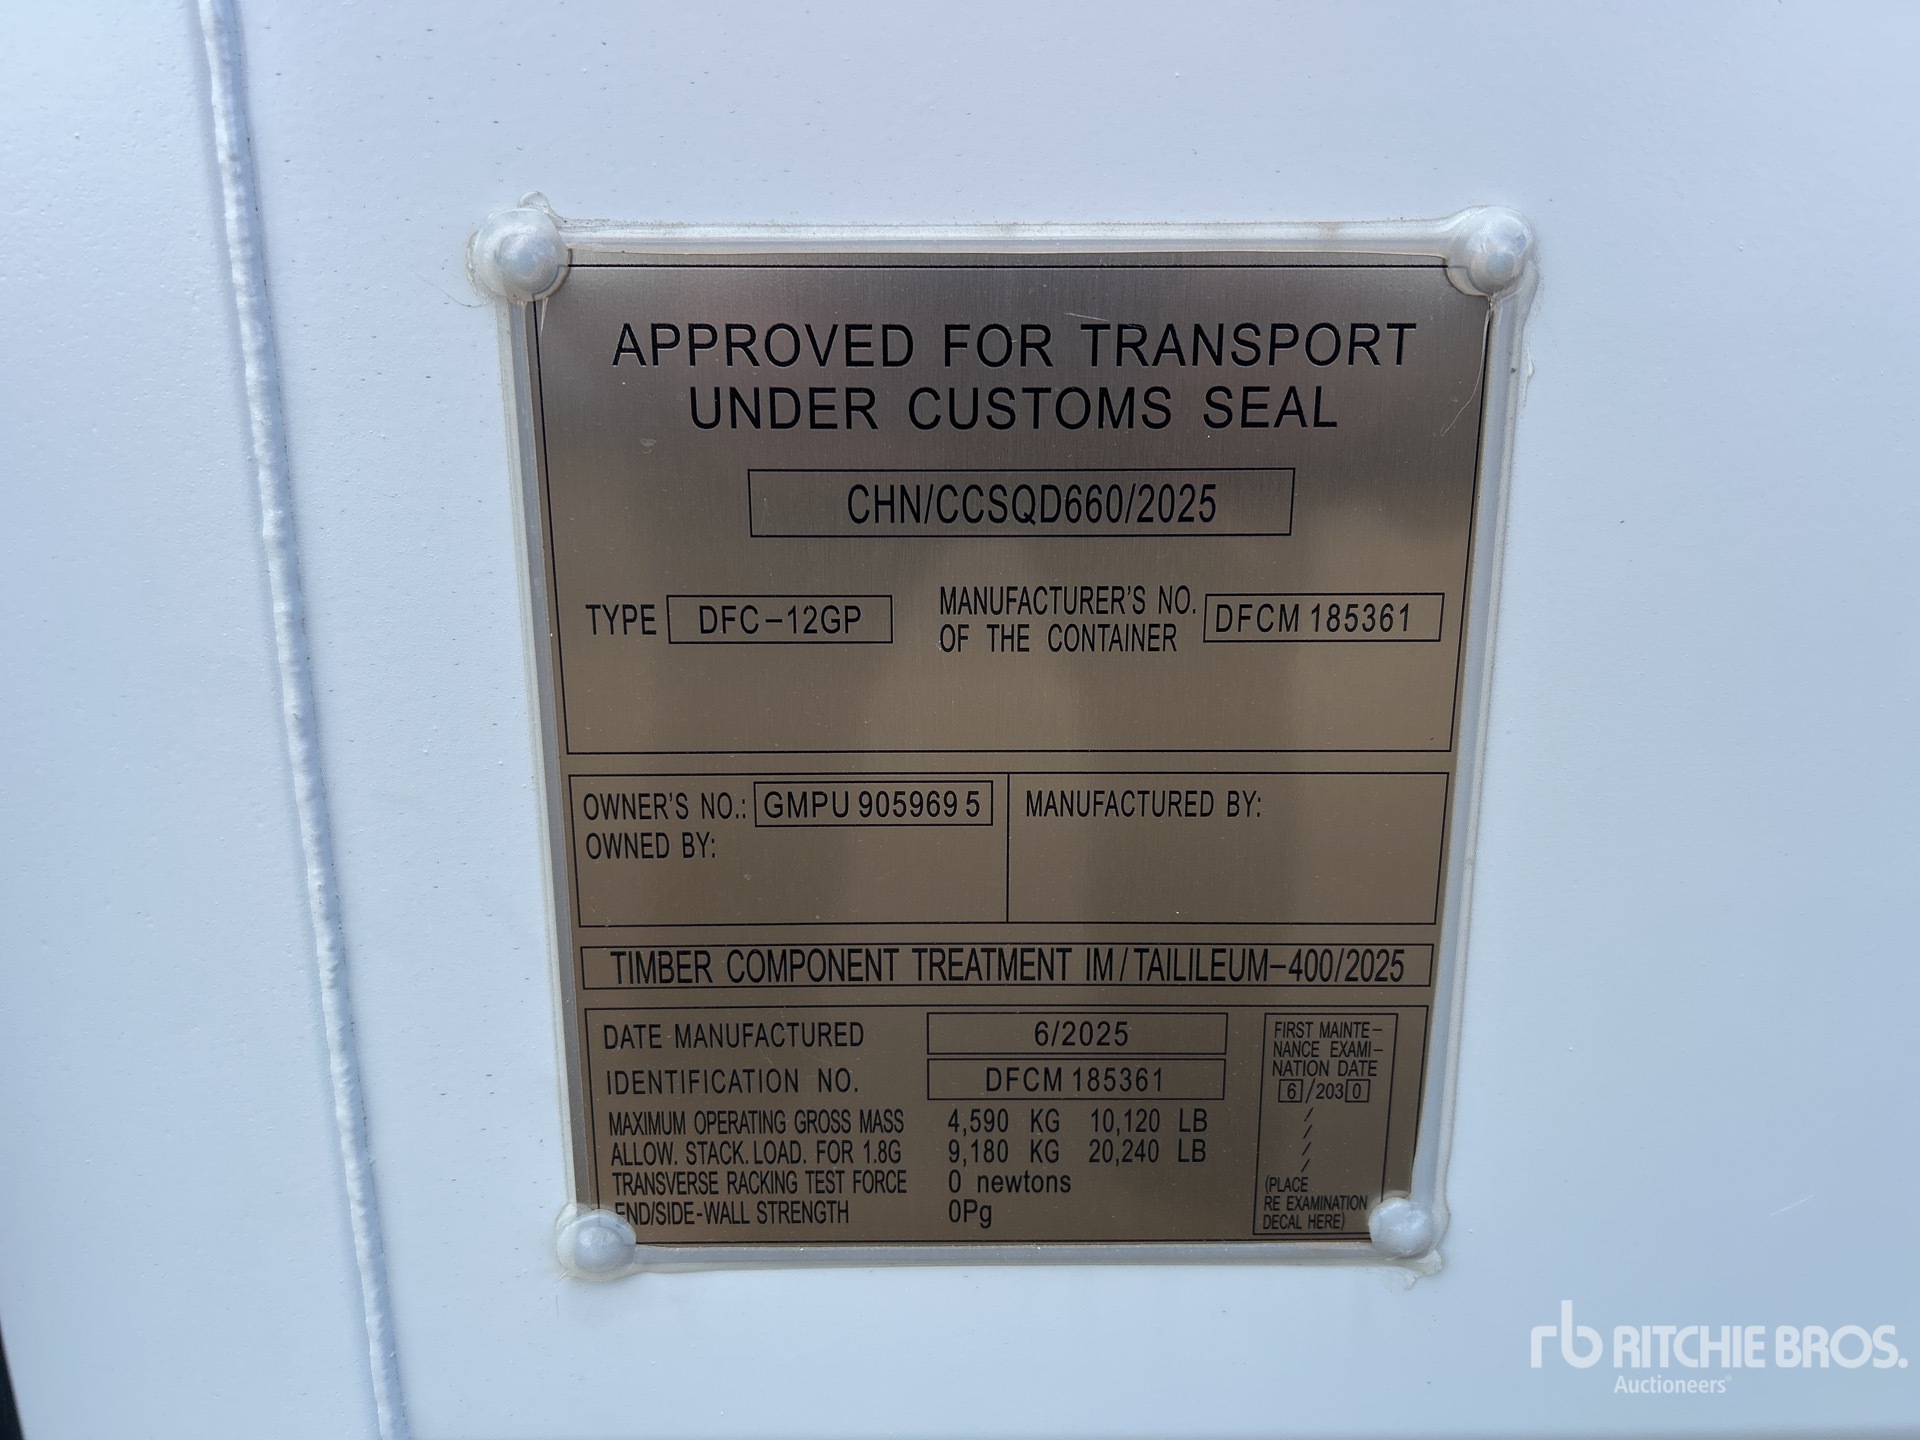 APPROVED FOR TRANSPORT
UNDER CUSTOMS SEAL
CHN/CCSQD660/2025
TYPE DFC-12GP
MANUFACTURER'S NO.
OF THE CONTAINER
DFCM 185361
OWNER'S NO.: GMPU 905969 5
OWNED BY:
MANUFACTURED BY:
TIMBER COMPONENT TREATMENT IM/TAILILEUM-400/2025
DATE MANUFACTURED 6/2025
IDENTIFICATION NO. DFCM 185361
MAXIMUM OPERATING GROSS MASS 4,590 KG 10,120 LB
ALLOW. STACK. LOAD. FOR 1.8G 9,180 KG 20,240 LB
TRANSVERSE RACKING TEST FORCE 0 newtons
END/SIDE-WALL STRENGTH 0Pg
FIRST MAINTE-
NANCE EXAMI-
NATION DATE
6/2030
/
/
/
/
(PLACE
RE EXAMINATION
DECAL HERE)
rb RITCHIE BROS.
Auctioneers